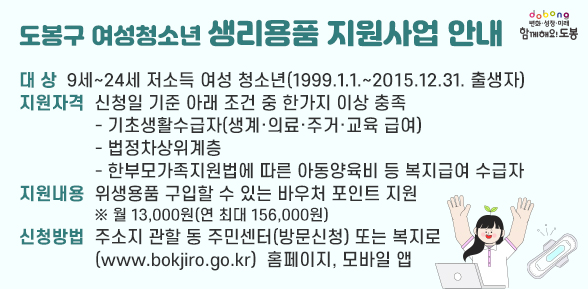 도봉구 여성청소년 생리용품 지원사업 안내
dobong
변화·성장·미래
함께해요! 도봉
대 상 9세~24세 저소득 여성 청소년(1999.1.1.~2015.12.31. 출생자)
지원자격 신청일 기준 아래 조건 중 한가지 이상 충족
- 기초생활수급자(생계·의료·주거·교육 급여)
- 법정차상위계층
- 한부모가족지원법에 따른 아동양육비 등 복지급여 수급자
지원내용 위생용품 구입할 수 있는 바우처 포인트 지원
※ 월 13,000원(연 최대 156,000원)
신청방법 주소지 관할 동 주민센터(방문신청) 또는 복지로
(www.bokjiro.go.kr) 홈페이지, 모바일 앱